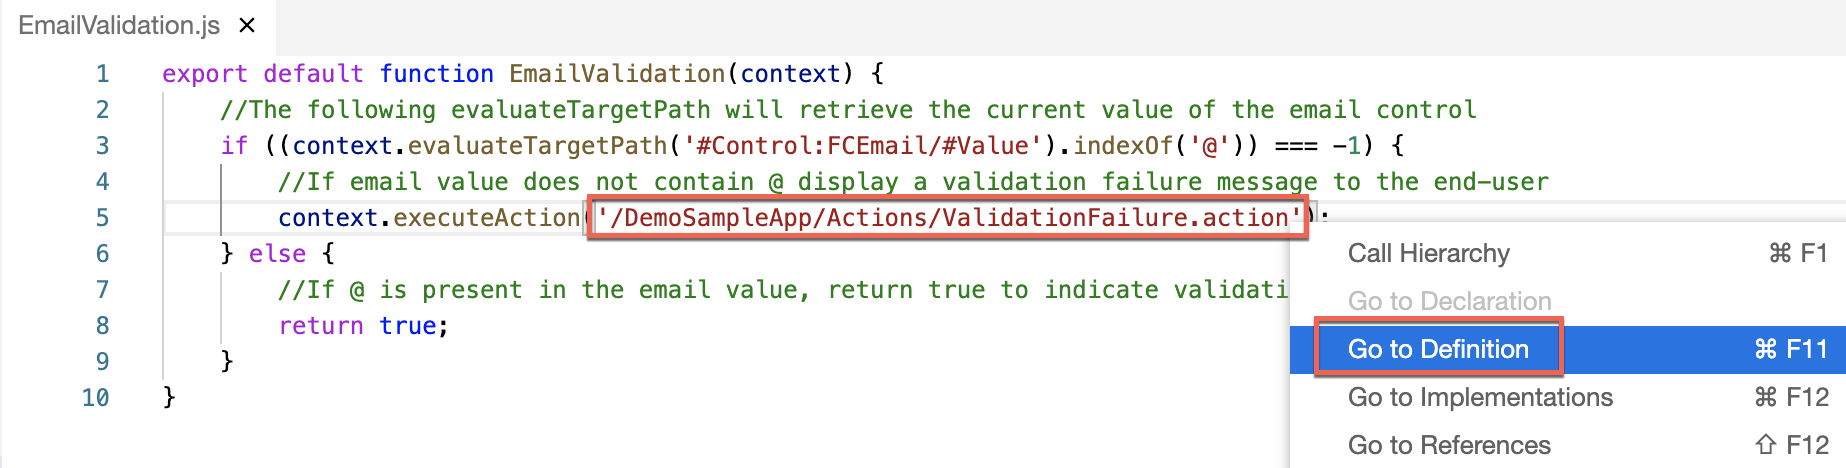 EmailValidation.js ×
1 export default function EmailValidation(context) {
2 //The following evaluateTargetPath will retrieve the current value of the email control
3 if ((context.evaluateTargetPath('#Control:FCEmail/#Value').indexOf('@')) === -1) {
4 //If email value does not contain @ display a validation failure message to the end-user
5 context.executeAction('/DemoSampleApp/Actions/ValidationFailure.action');
6 } else {
7 //If @ is present in the email value, return true to indicate validati
8 return true;
9 }
10 }
Call Hierarchy ⌘ F1
Go to Declaration
Go to Definition ⌘ F11
Go to Implementations ⌘ F12
Go to References ⇧ F12